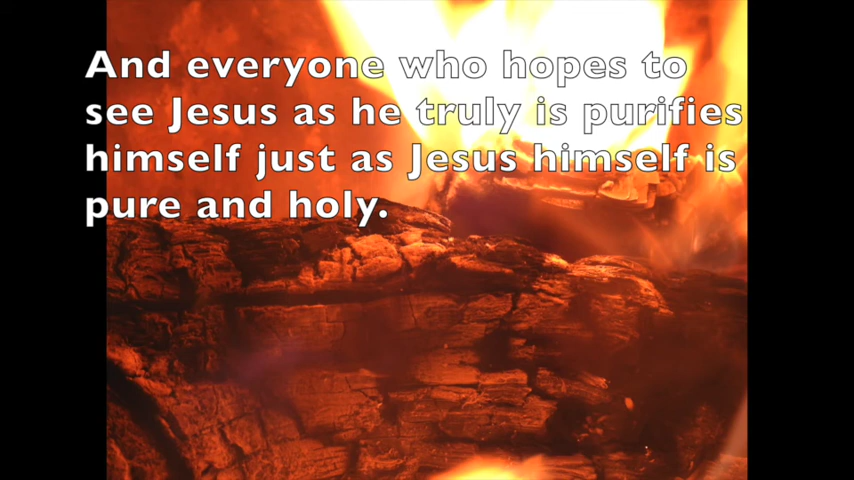 And everyone who hopes to
see Jesus as he truly is purifies
himself just as Jesus himself is
pure and holy.